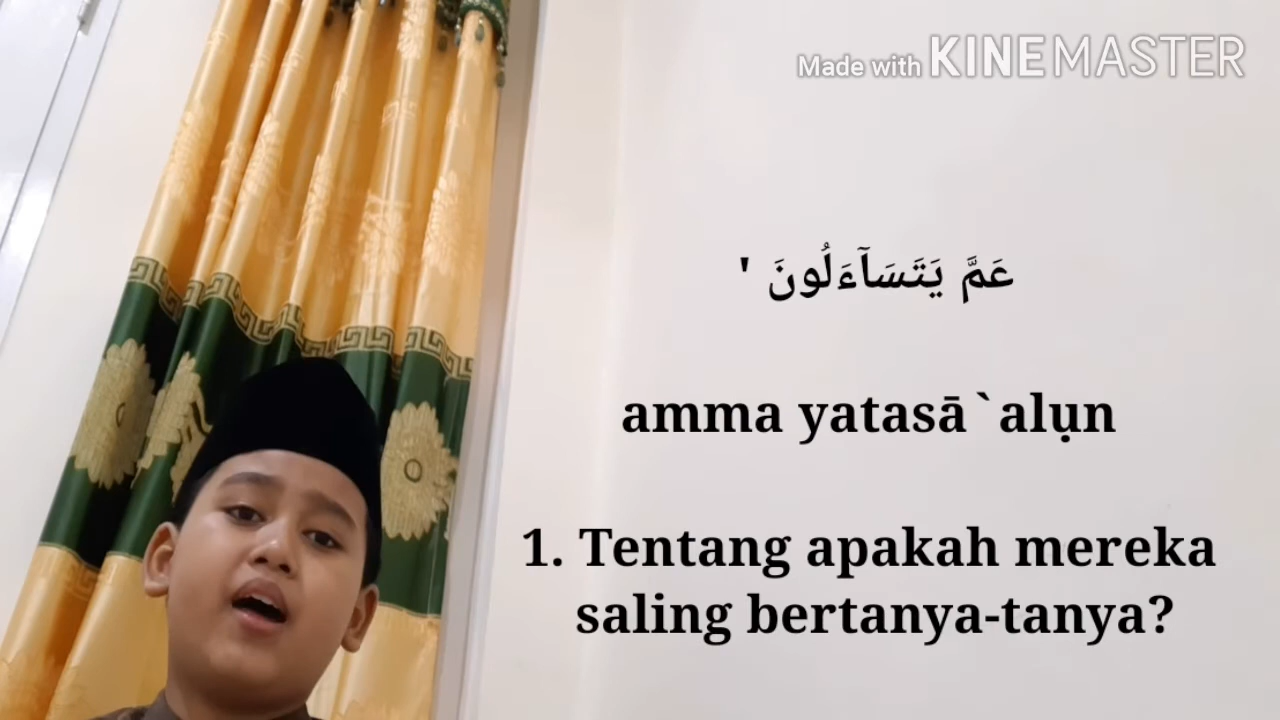 Made with KINEMASTER
عَمَّ يَتَسَآءَلُونَ '
amma yatasā`alụn
1. Tentang apakah mereka
saling bertanya-tanya?